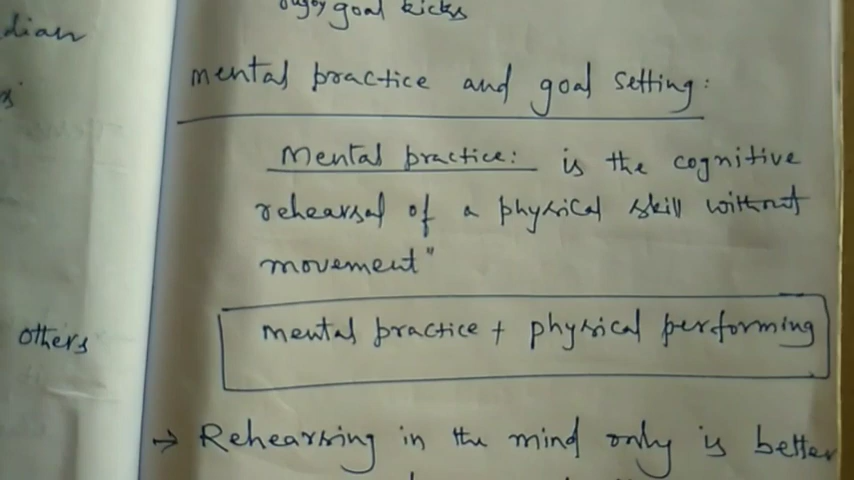 goal kicks
dian
mental practice and goal setting:
Mental practice: is the cognitive
rehearsal of a physical skill without
movement"
others
mental practice + physical performing
→ Rehearsing in the mind only is better